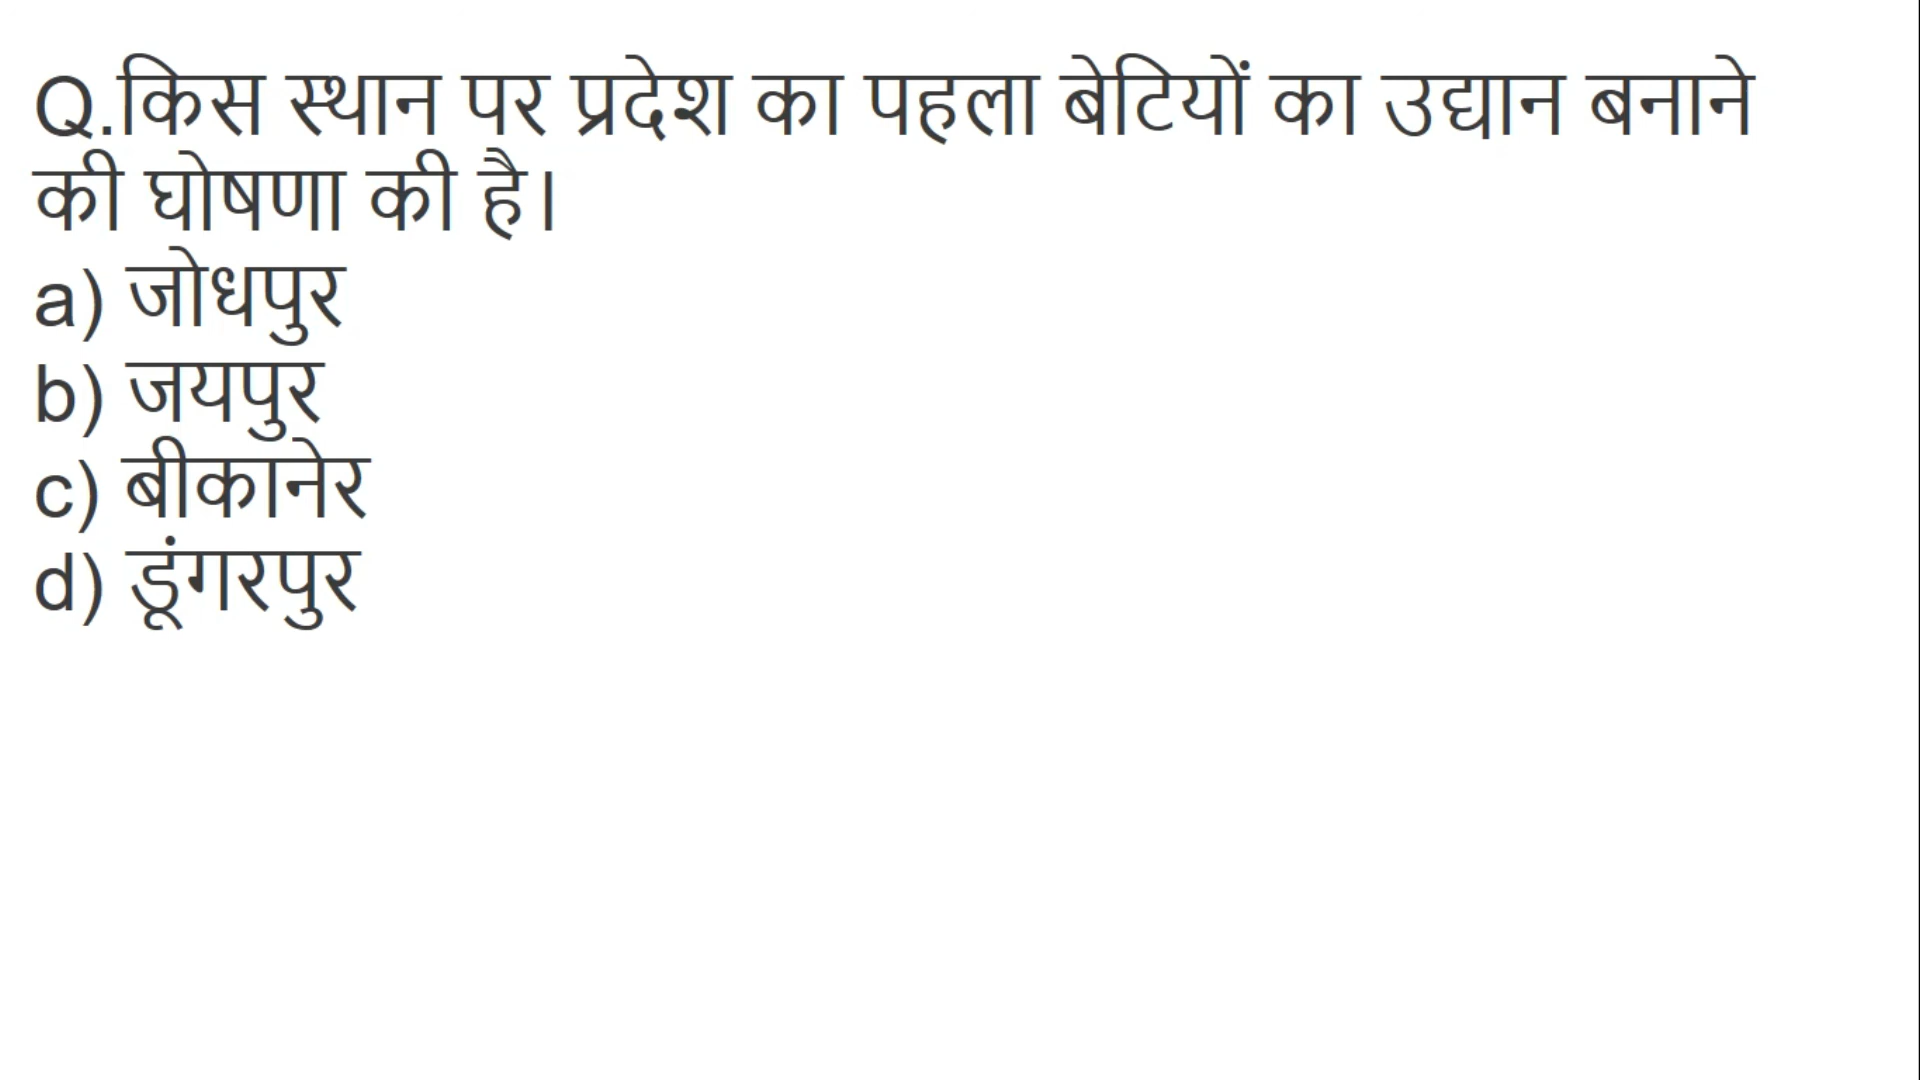 Q.किस स्थान पर प्रदेश का पहला बेटियों का उद्यान बनाने
की घोषणा की है।
a) जोधपुर
b) जयपुर
c) बीकानेर
d) डूंगरपुर